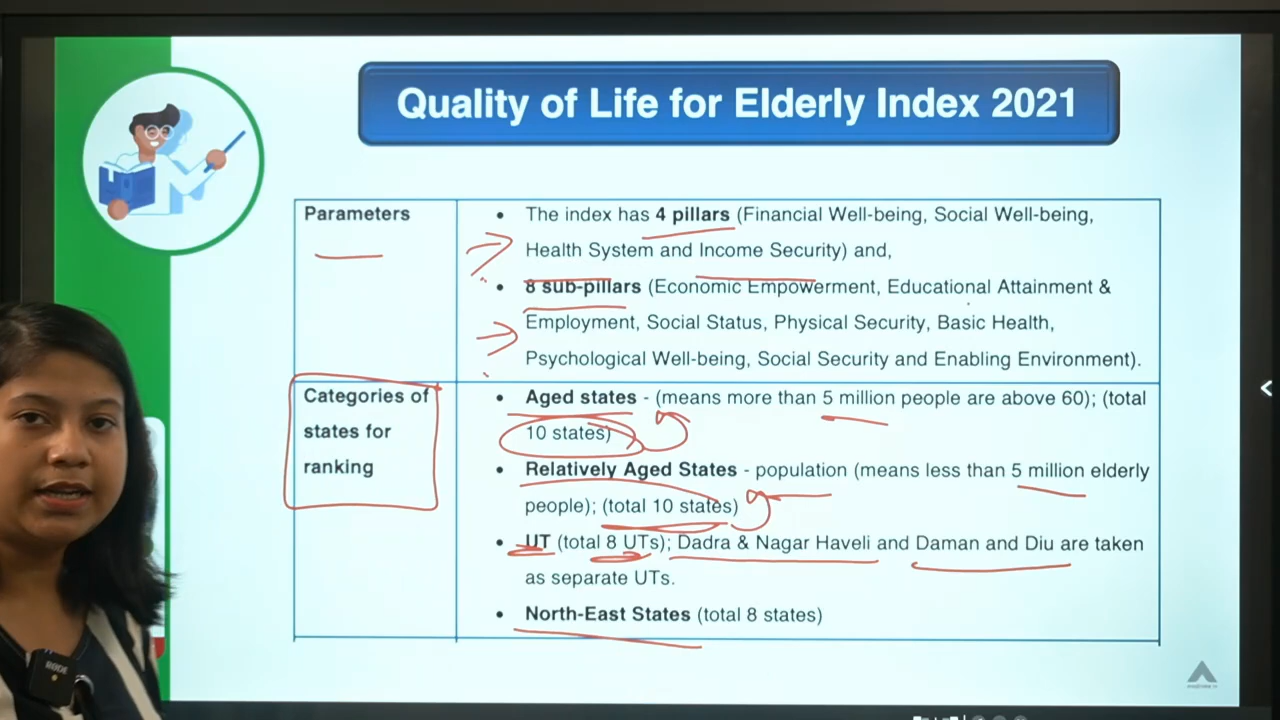 Quality of Life for Elderly Index 2021
Parameters
• The index has 4 pillars (Financial Well-being, Social Well-being,
Health System and Income Security) and,
• 8 sub-pillars (Economic Empowerment, Educational Attainment &
Employment, Social Status, Physical Security, Basic Health,
Psychological Well-being, Social Security and Enabling Environment).
Categories of
states for
ranking
• Aged states - (means more than 5 million people are above 60); (total
10 states)
• Relatively Aged States - population (means less than 5 million elderly
people); (total 10 states)
• UT (total 8 UTs); Dadra & Nagar Haveli and Daman and Diu are taken
as separate UTs.
• North-East States (total 8 states)
RODE